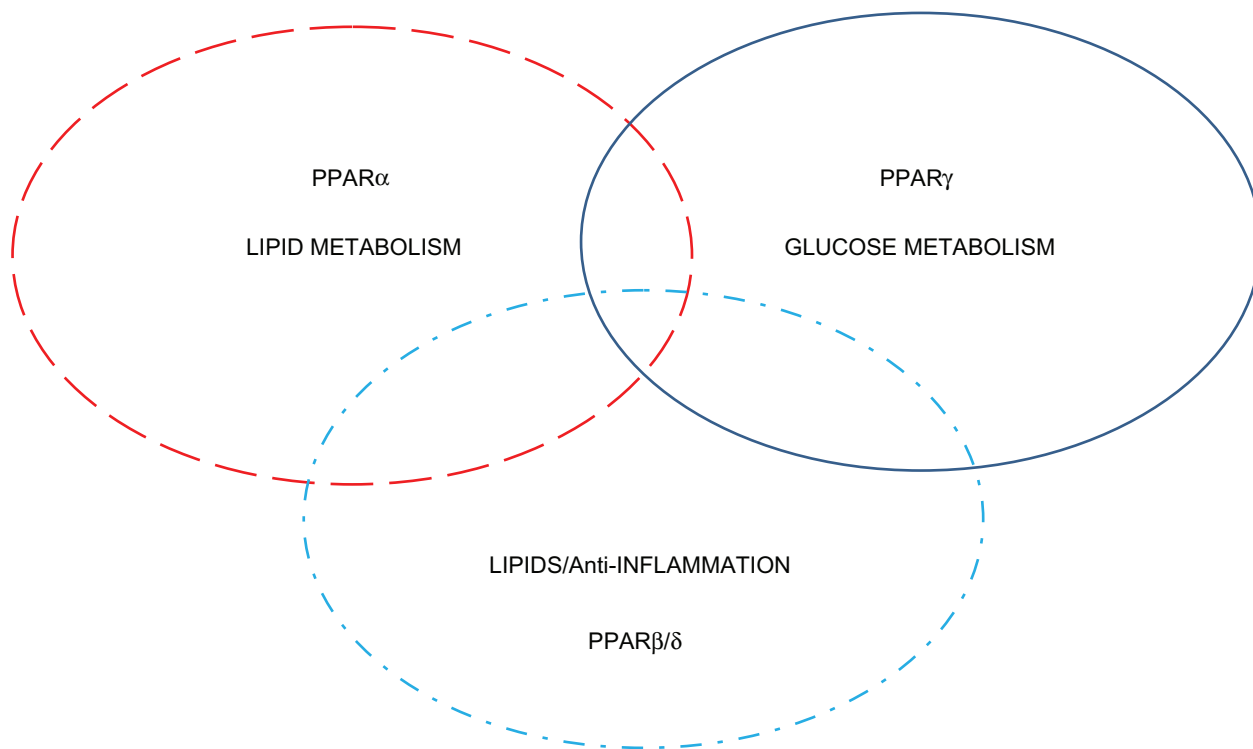 PPARα
LIPID METABOLISM
PPARγ
GLUCOSE METABOLISM
LIPIDS/Anti-INFLAMMATION
PPARβ/δ